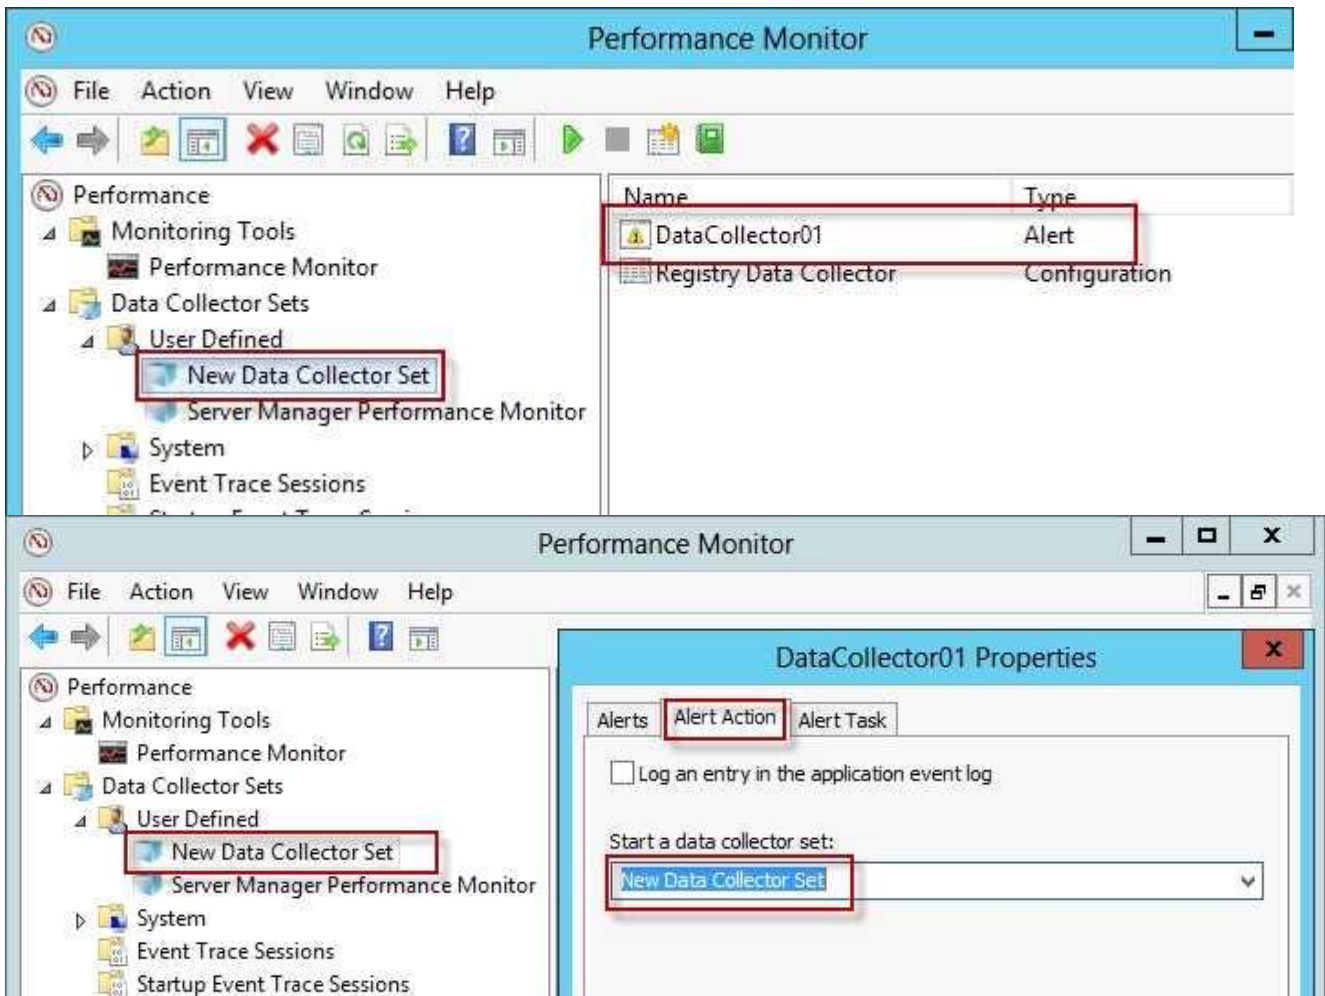 Performance Monitor
File Action View Window Help
Performance
Monitoring Tools
Performance Monitor
Data Collector Sets
User Defined
New Data Collector Set
Server Manager Performance Monitor
System
Event Trace Sessions
Name Type
DataCollector01 Alert
Registry Data Collector Configuration
Performance Monitor
File Action View Window Help
Performance
Monitoring Tools
Performance Monitor
Data Collector Sets
User Defined
New Data Collector Set
Server Manager Performance Monitor
System
Event Trace Sessions
Startup Event Trace Sessions
DataCollector01 Properties
Alerts Alert Action Alert Task
Log an entry in the application event log
Start a data collector set:
New Data Collector Set